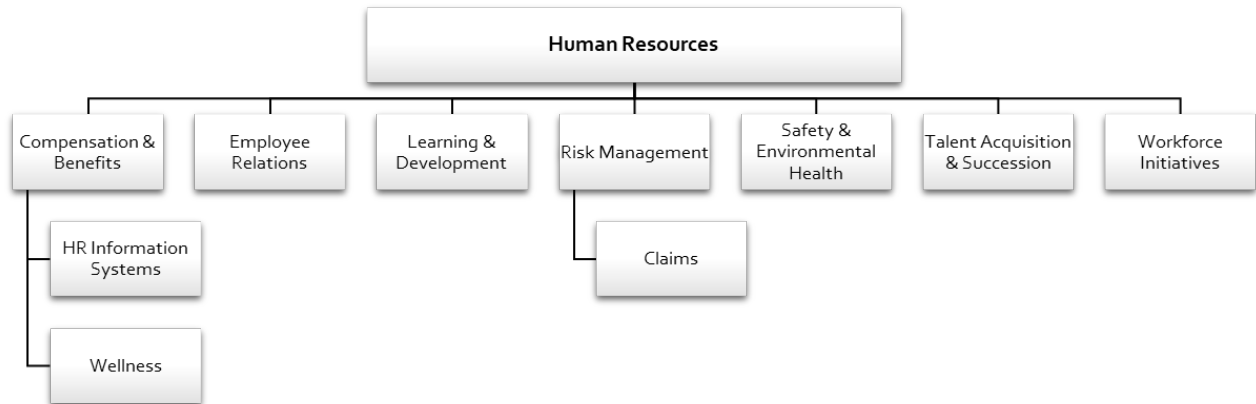 Human Resources
Compensation &
Benefits
Employee
Relations
Learning &
Development
Risk Management
Safety &
Environmental
Health
Talent Acquisition
& Succession
Workforce
Initiatives
HR Information
Systems
Claims
Wellness